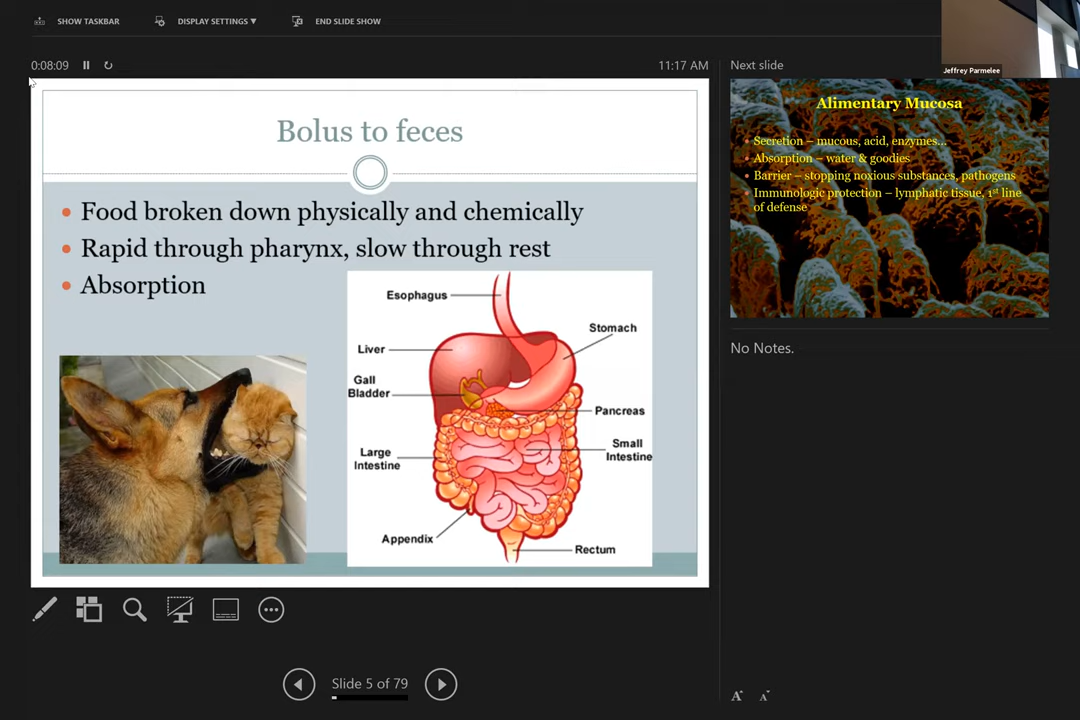 SHOW TASKBAR
DISPLAY SETTINGS ▼
END SLIDE SHOW
Jeffrey Parmelee
0:08:09
11:17 AM
Bolus to feces
• Food broken down physically and chemically
• Rapid through pharynx, slow through rest
• Absorption
Esophagus
Stomach
Liver
Gall
Bladder
Pancreas
Small
Intestine
Large
Intestine
Appendix
Rectum
Slide 5 of 79
Next slide
Alimentary Mucosa
• Secretion – mucous, acid, enzymes...
• Absorption – water & goodies
• Barrier – stopping noxious substances, pathogens
• Immunologic protection – lymphatic tissue, 1st line
of defense
No Notes.
A A